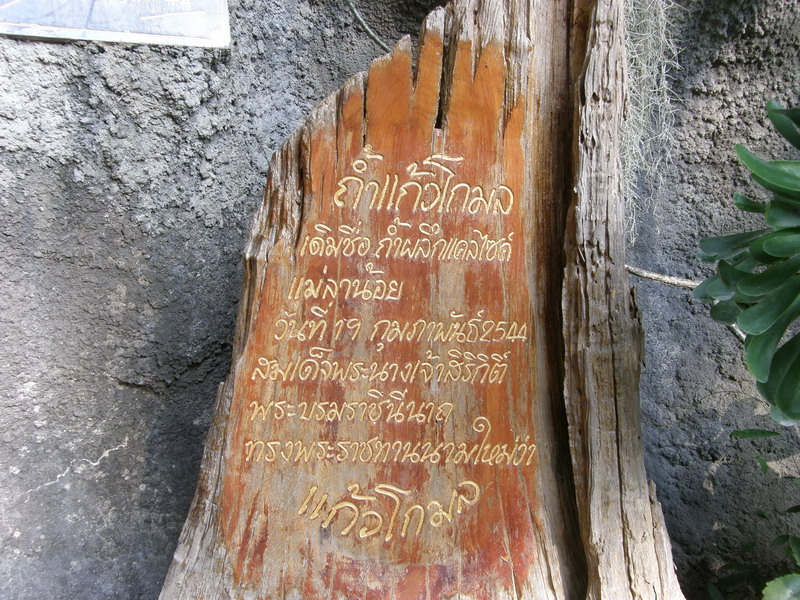 ถ้ำแก้วโกมล
เดิมชื่อ ถ้ำผลึกแคลไซค์
แม่ลาน้อย
วันที่ 19 กุมภาพันธ์ 2544
สมเด็จพระนางเจ้าสิริกิติ์
พระบรมราชินีนาถ
ทรงพระราชทานนามใหม่ว่า
แก้วโกมล